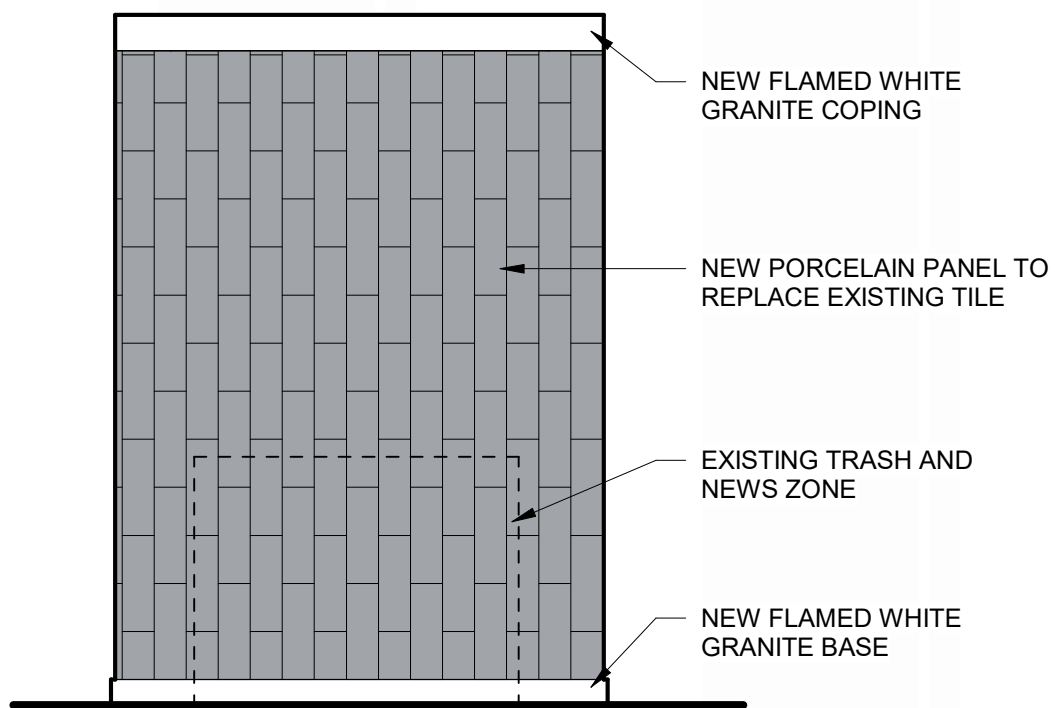 NEW FLAMED WHITE
GRANITE COPING
NEW PORCELAIN PANEL TO
REPLACE EXISTING TILE
EXISTING TRASH AND
NEWS ZONE
NEW FLAMED WHITE
GRANITE BASE